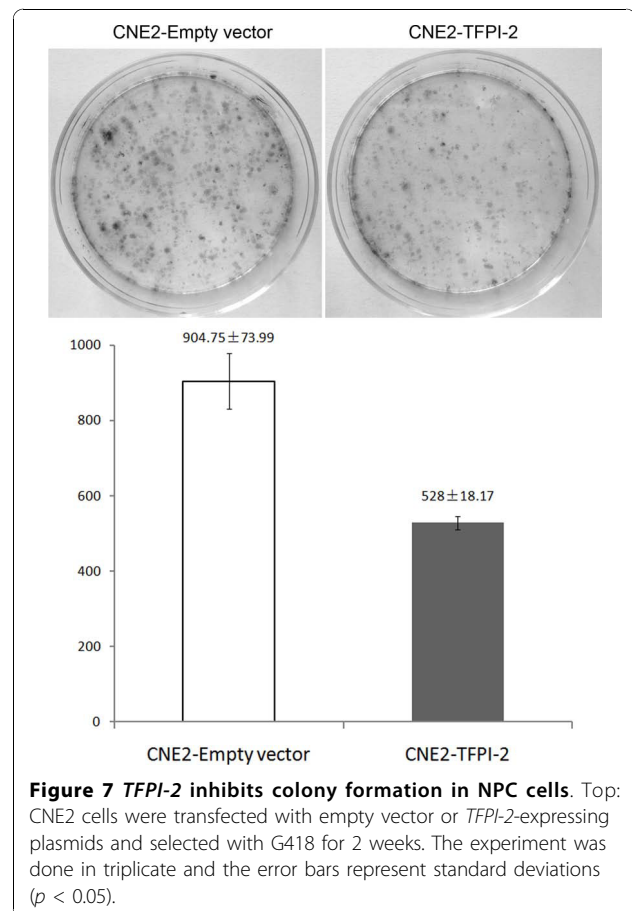 CNE2-Empty vector
CNE2-TFPI-2
1000
800
600
400
200
0
904.75±73.99
528±18.17
CNE2-Empty vector
CNE2-TFPI-2
Figure 7 TFPI-2 inhibits colony formation in NPC cells. Top:
CNE2 cells were transfected with empty vector or TFPI-2-expressing
plasmids and selected with G418 for 2 weeks. The experiment was
done in triplicate and the error bars represent standard deviations
(p < 0.05).